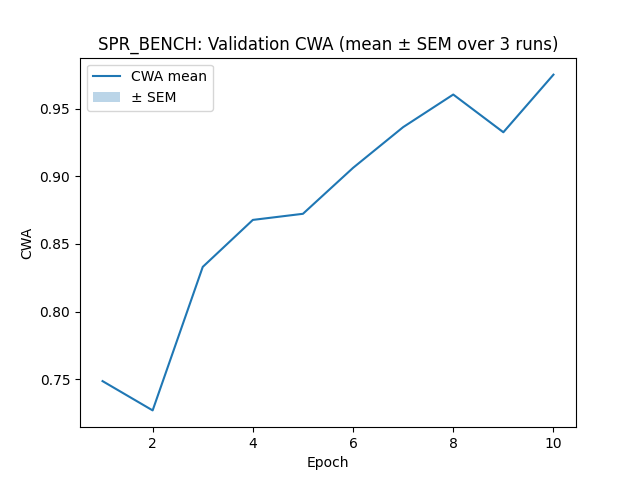 SPR_BENCH: Validation CWA (mean ± SEM over 3 runs)
CWA mean
± SEM
0.95
0.90
0.85
0.80
0.75
CWA
2
4
6
8
10
Epoch